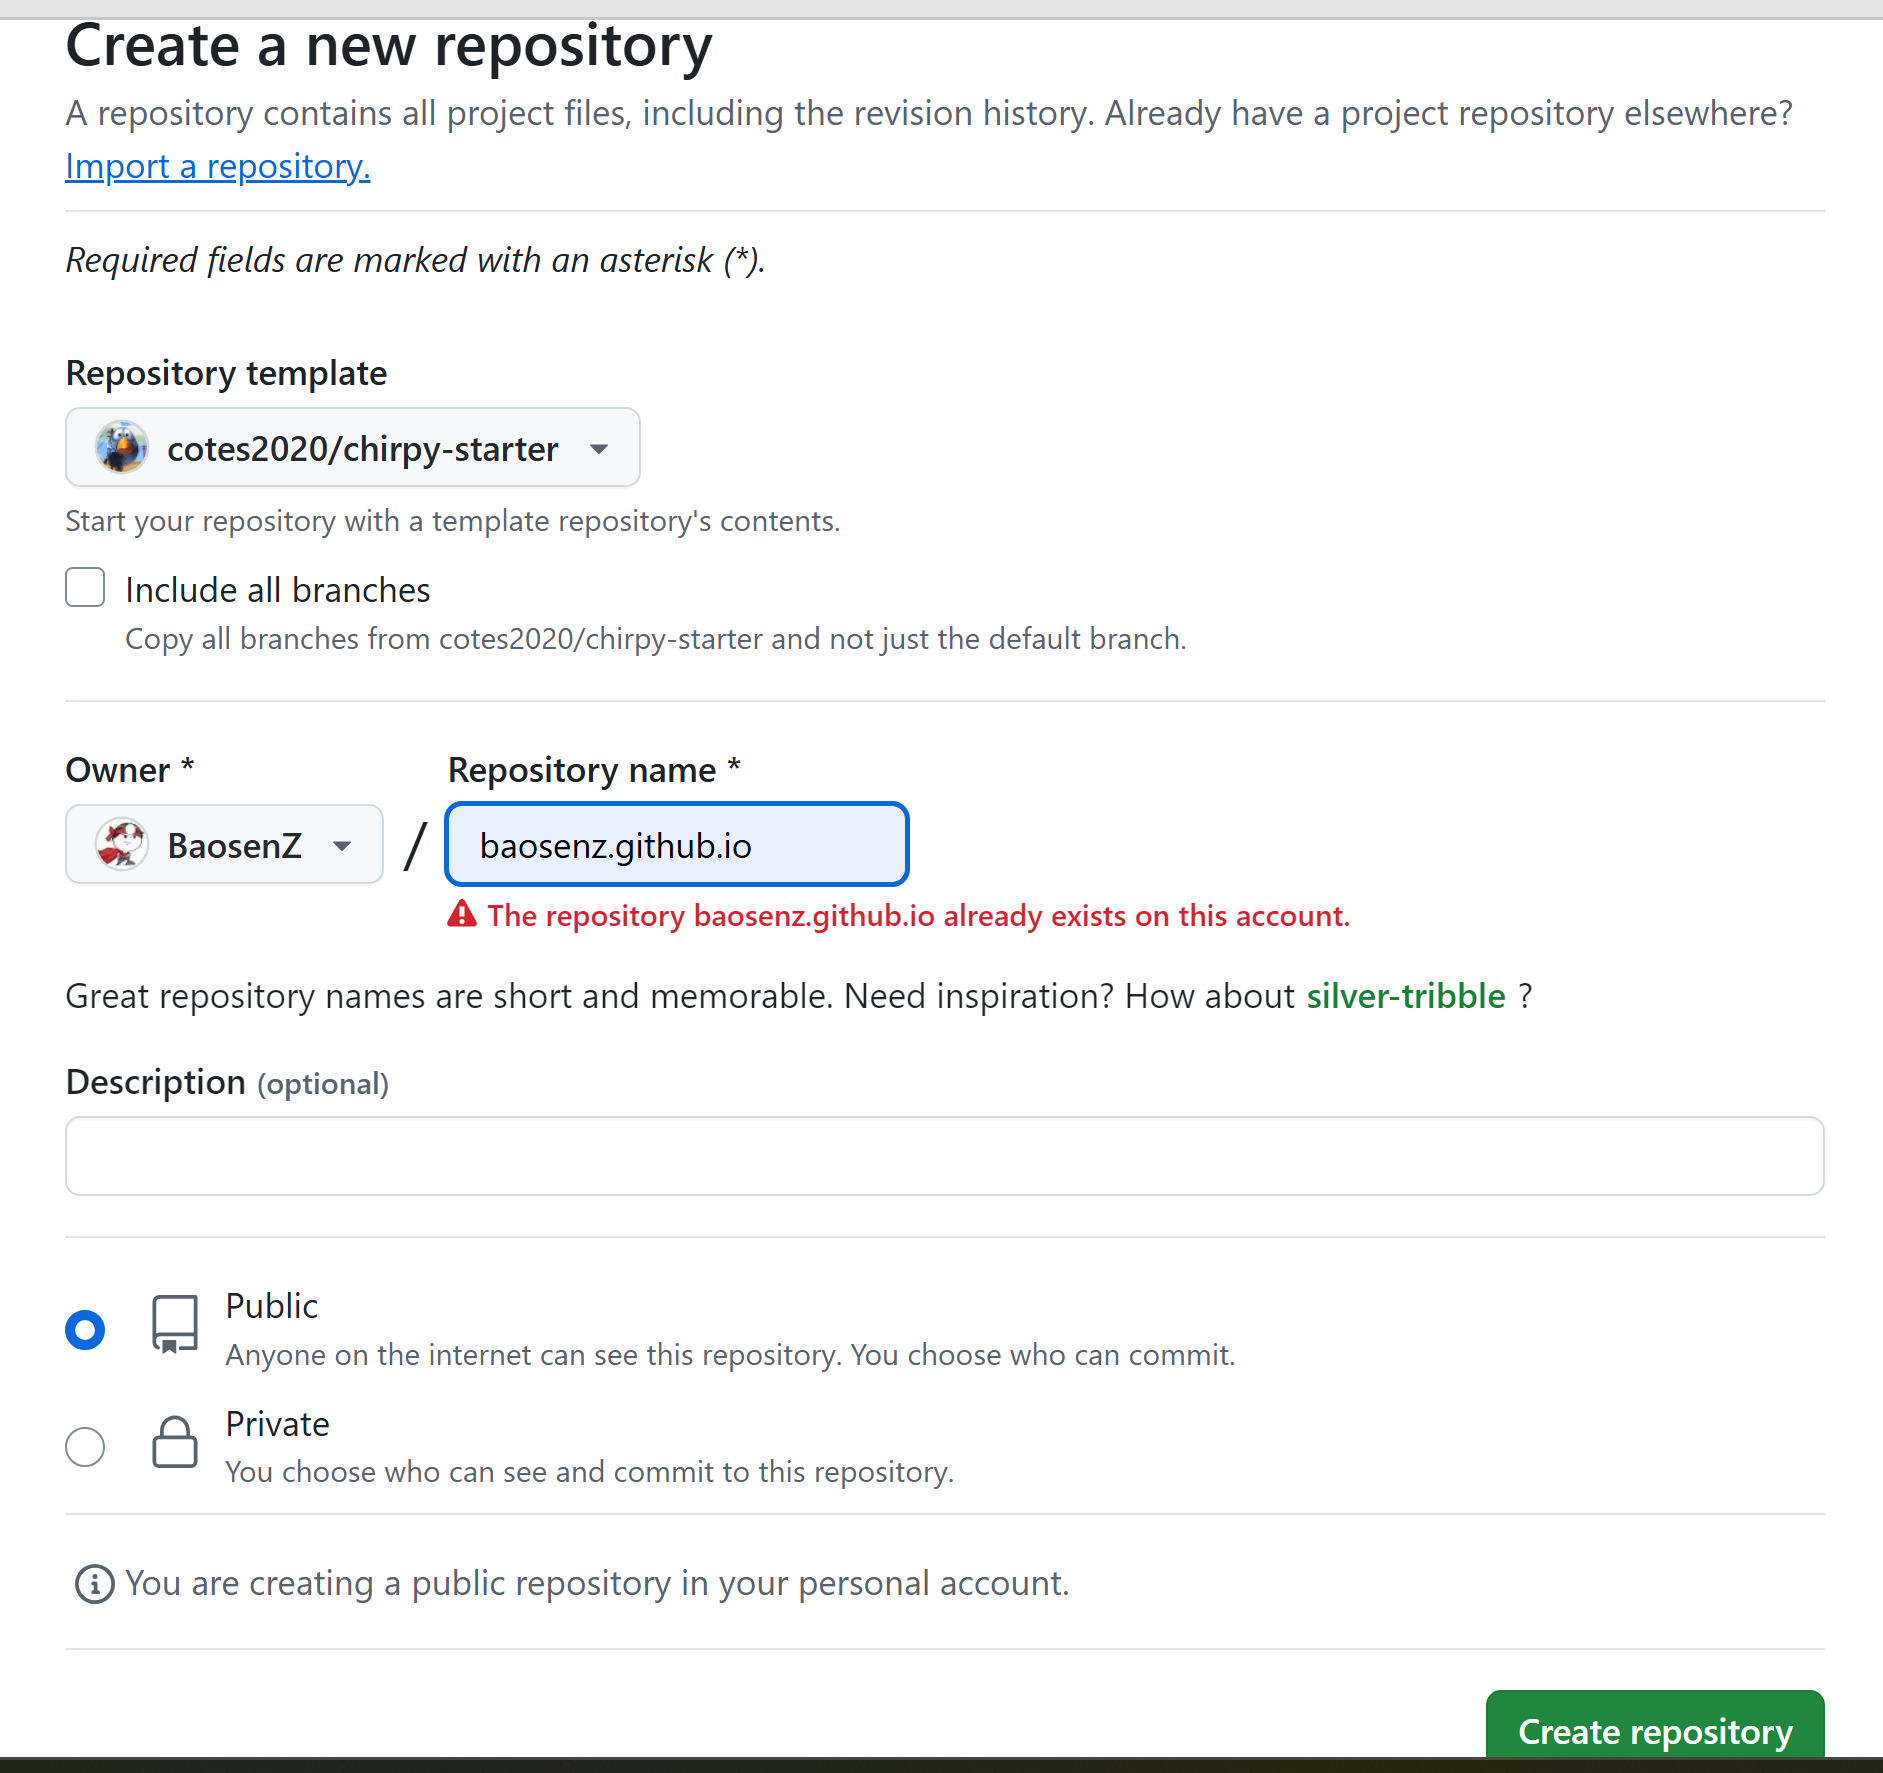 Create a new repository
A repository contains all project files, including the revision history. Already have a project repository elsewhere?
Import a repository.
Required fields are marked with an asterisk (*).
Repository template
cotes2020/chirpy-starter
Start your repository with a template repository's contents.
Include all branches
Copy all branches from cotes2020/chirpy-starter and not just the default branch.
Owner * Repository name *
BaosenZ / baosenz.github.io
The repository baosenz.github.io already exists on this account.
Great repository names are short and memorable. Need inspiration? How about silver-tribble ?
Description (optional)
Public
Anyone on the internet can see this repository. You choose who can commit.
Private
You choose who can see and commit to this repository.
You are creating a public repository in your personal account.
Create repository